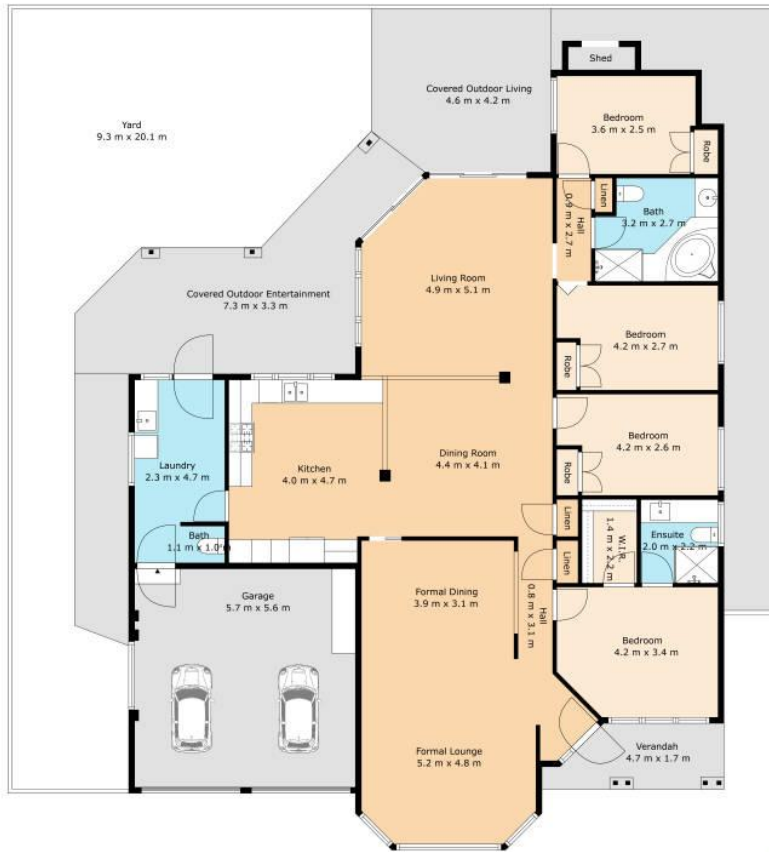 Shed
Covered Outdoor Living
4.6 m x 4.2 m
Yard
9.3 m x 20.1 m
Bedroom
3.6 m x 2.5 m
Robe
Linen
Hall
0.9 m x 2.7 m
Bath
3.2 m x 2.7 m
Living Room
4.9 m x 5.1 m
Covered Outdoor Entertainment
7.3 m x 3.3 m
Bedroom
4.2 m x 2.7 m
Robe
Bedroom
4.2 m x 2.6 m
Robe
Dining Room
4.4 m x 4.1 m
Laundry
2.3 m x 4.7 m
Kitchen
4.0 m x 4.7 m
Bath
1.1 m x 1.0 m
Linen
Linen
W.I.R.
1.4 m x 2.2 m
Ensuite
2.0 m x 2.2 m
Garage
5.7 m x 5.6 m
Formal Dining
3.9 m x 3.1 m
Hall
0.8 m x 3.1 m
Bedroom
4.2 m x 3.4 m
Formal Lounge
5.2 m x 4.8 m
Verandah
4.7 m x 1.7 m